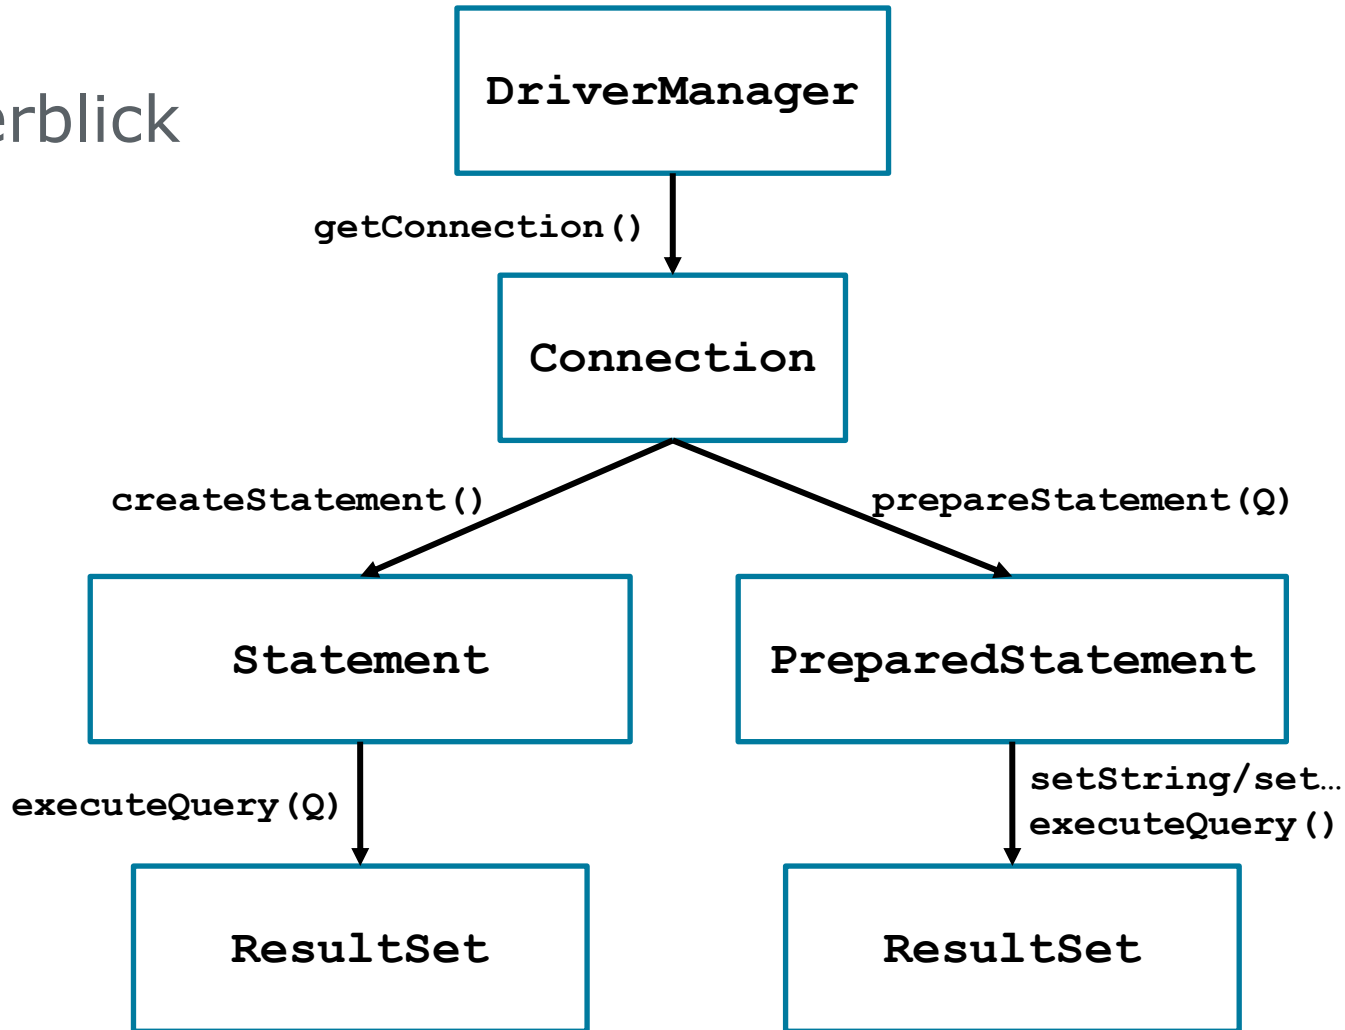 erblick
DriverManager
getConnection()
Connection
createStatement()
prepareStatement(Q)
Statement
PreparedStatement
executeQuery(Q)
setString/set…
executeQuery()
ResultSet
ResultSet